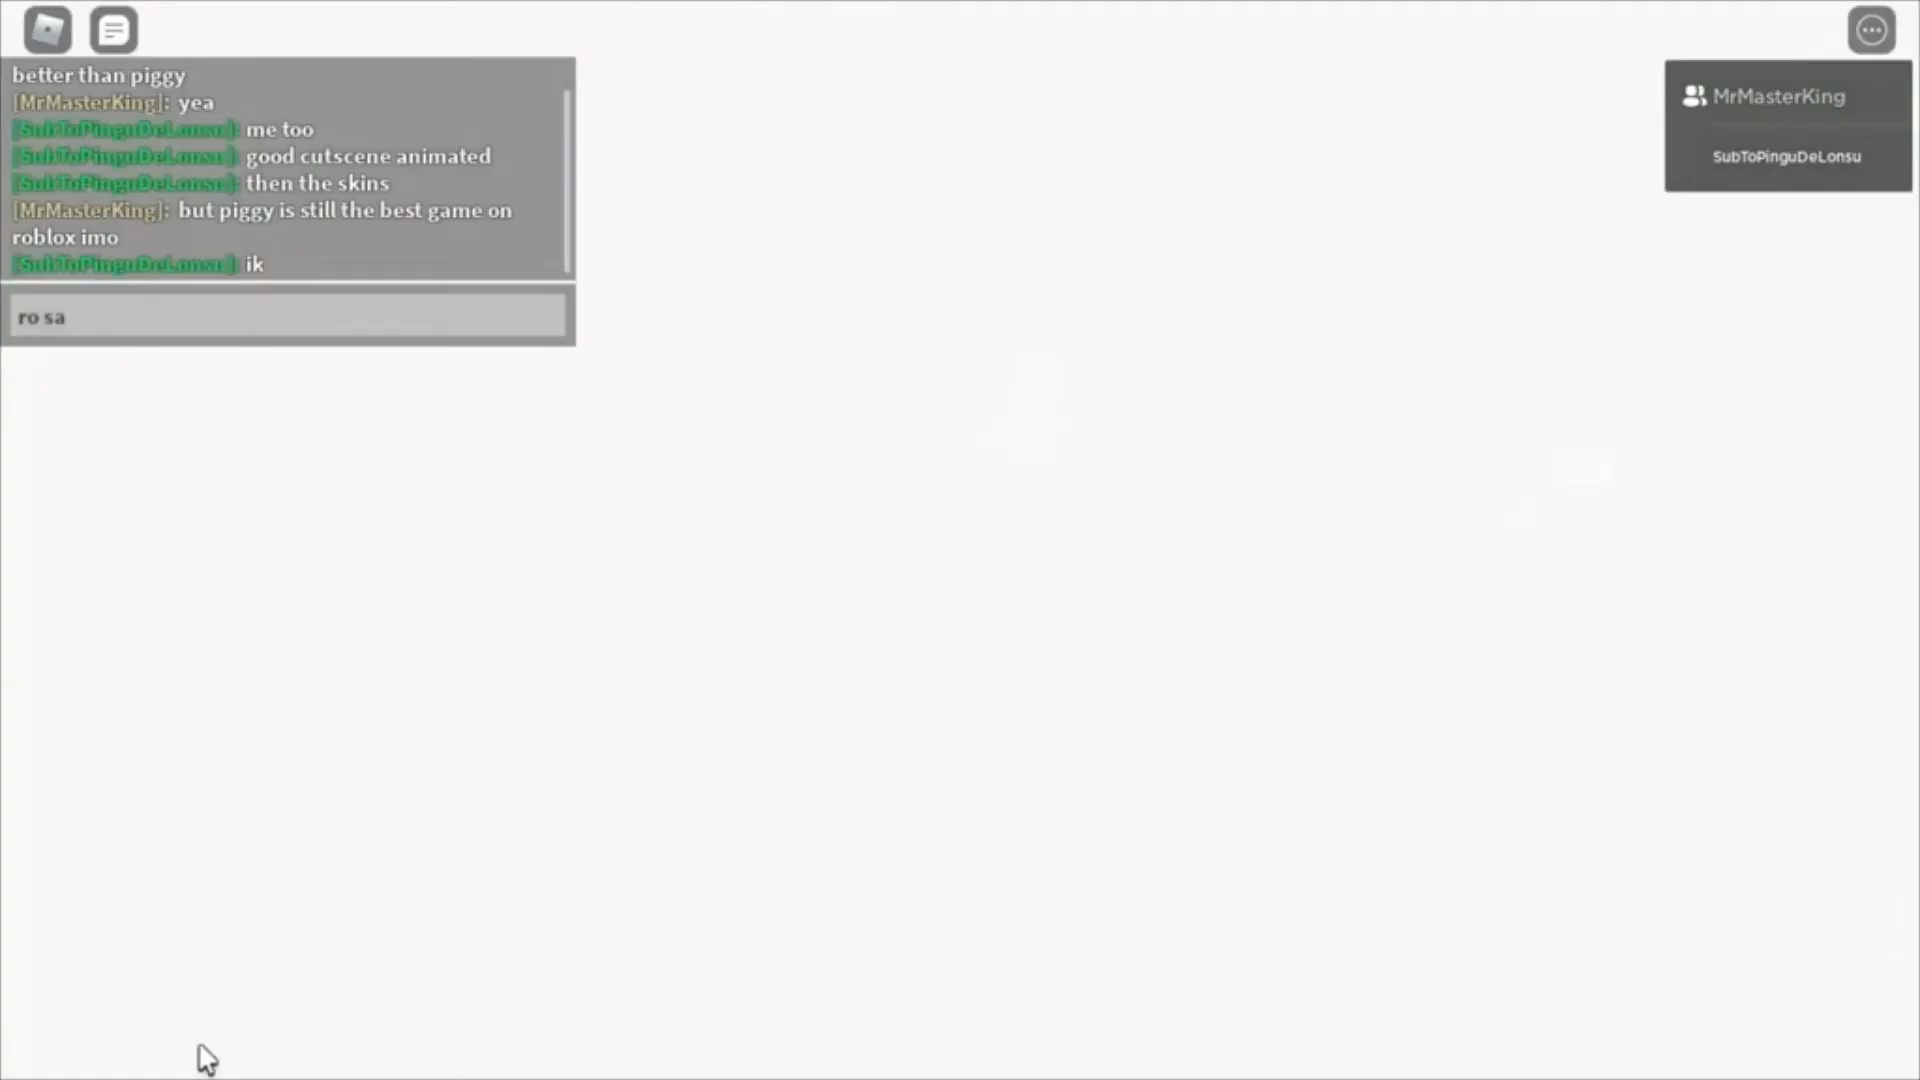 better than piggy
[MrMasterKing]: yea
[SubToPinguDeLonsu]: me too
[SubToPinguDeLonsu]: good cutscene animated
[SubToPinguDeLonsu]: then the skins
[MrMasterKing]: but piggy is still the best game on
roblox imo
[SubToPinguDeLonsu]: ik
ro sa
MrMasterKing
SubToPinguDeLonsu